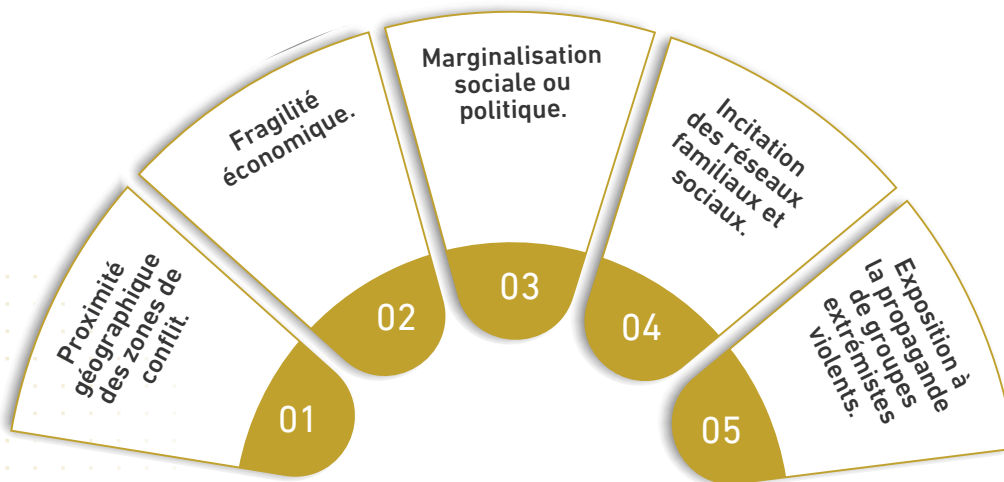 Proximité
géographique
des zones de
conflit.
01
Fragilité
économique.
02
Marginalisation
sociale ou
politique.
03
Incitation
des réseaux
familiaux et
sociaux.
04
Exposition à
la propagande
de groupes
extrémistes
violents.
05